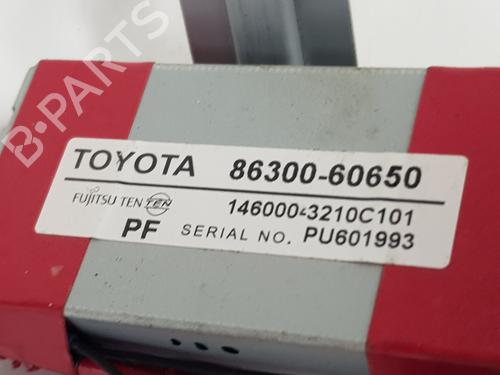 B-PARTS
TOYOTA 86300-60650
FUJITSU TEN TEN 146000-3210C101
PF SERIAL NO. PU601993